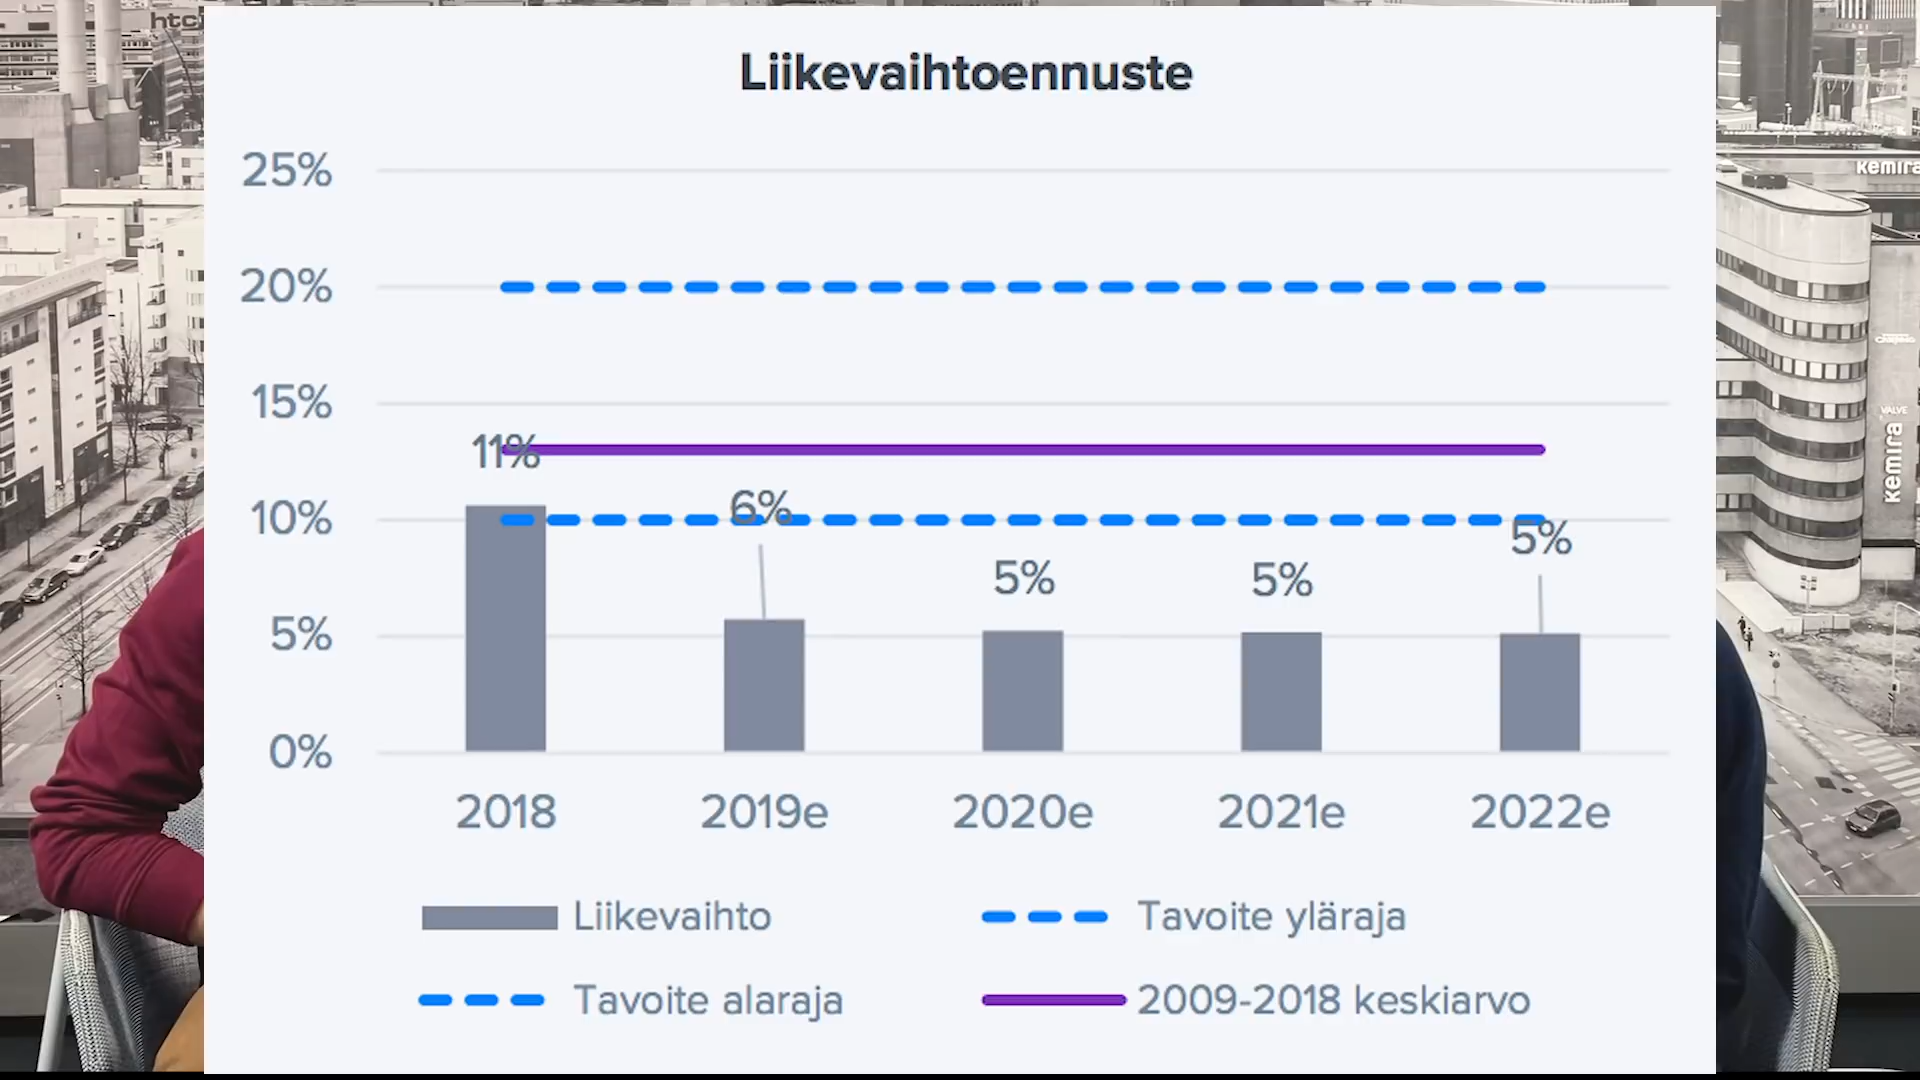 htc
Liikevaihtoennuste
25%
20%
15%
10%
5%
0%
11%
6%
5%
5%
5%
2018
2019e
2020e
2021e
2022e
Liikevaihto
Tavoite yläraja
Tavoite alaraja
2009-2018 keskiarvo
kemira
VALVE
kemira